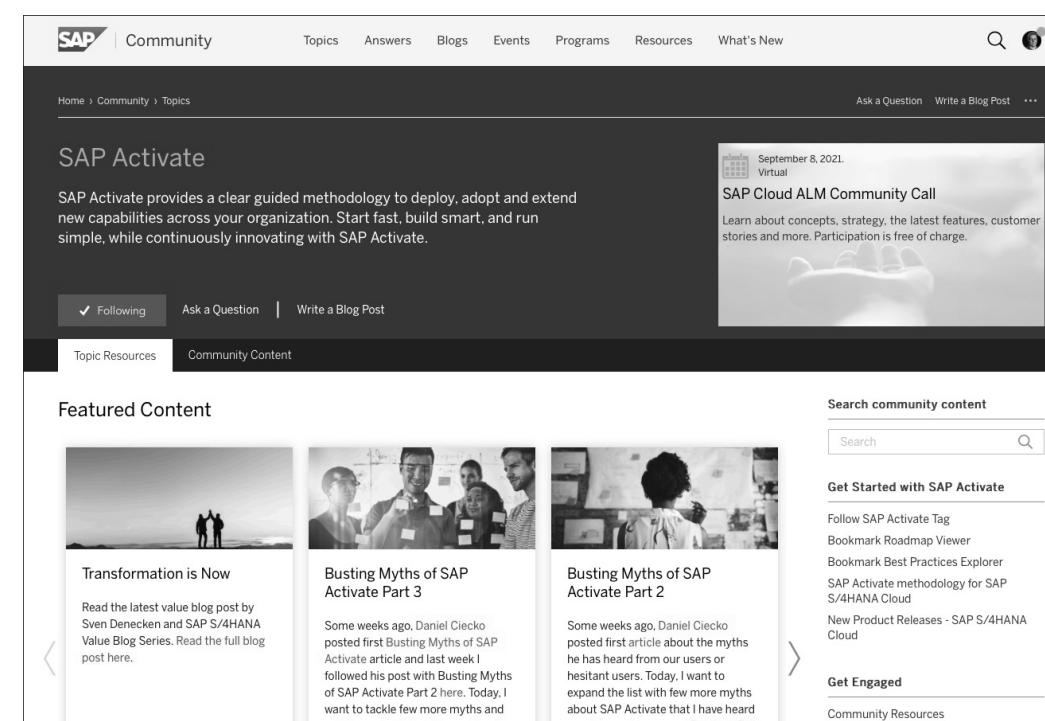 SAP Community
Topics Answers Blogs Events Programs Resources What's New
Home › Community › Topics
Ask a Question Write a Blog Post ···
SAP Activate
SAP Activate provides a clear guided methodology to deploy, adopt and extend
new capabilities across your organization. Start fast, build smart, and run
simple, while continuously innovating with SAP Activate.
September 8, 2021.
Virtual
SAP Cloud ALM Community Call
Learn about concepts, strategy, the latest features, customer
stories and more. Participation is free of charge.
Following Ask a Question | Write a Blog Post
Topic Resources Community Content
Featured Content
Transformation is Now
Read the latest value blog post by
Sven Denecken and SAP S/4HANA
Value Blog Series. Read the full blog
post here.
Busting Myths of SAP
Activate Part 3
Some weeks ago, Daniel Ciecko
posted first Busting Myths of SAP
Activate article and last week I
followed his post with Busting Myths
of SAP Activate Part 2 here. Today, I
want to tackle few more myths and
Busting Myths of SAP
Activate Part 2
Some weeks ago, Daniel Ciecko
posted first article about the myths
he has heard from our users or
hesitant users. Today, I want to
expand the list with few more myths
about SAP Activate that I have heard
Search community content
Search
Get Started with SAP Activate
Follow SAP Activate Tag
Bookmark Roadmap Viewer
Bookmark Best Practices Explorer
SAP Activate methodology for SAP
S/4HANA Cloud
New Product Releases - SAP S/4HANA
Cloud
Get Engaged
Community Resources